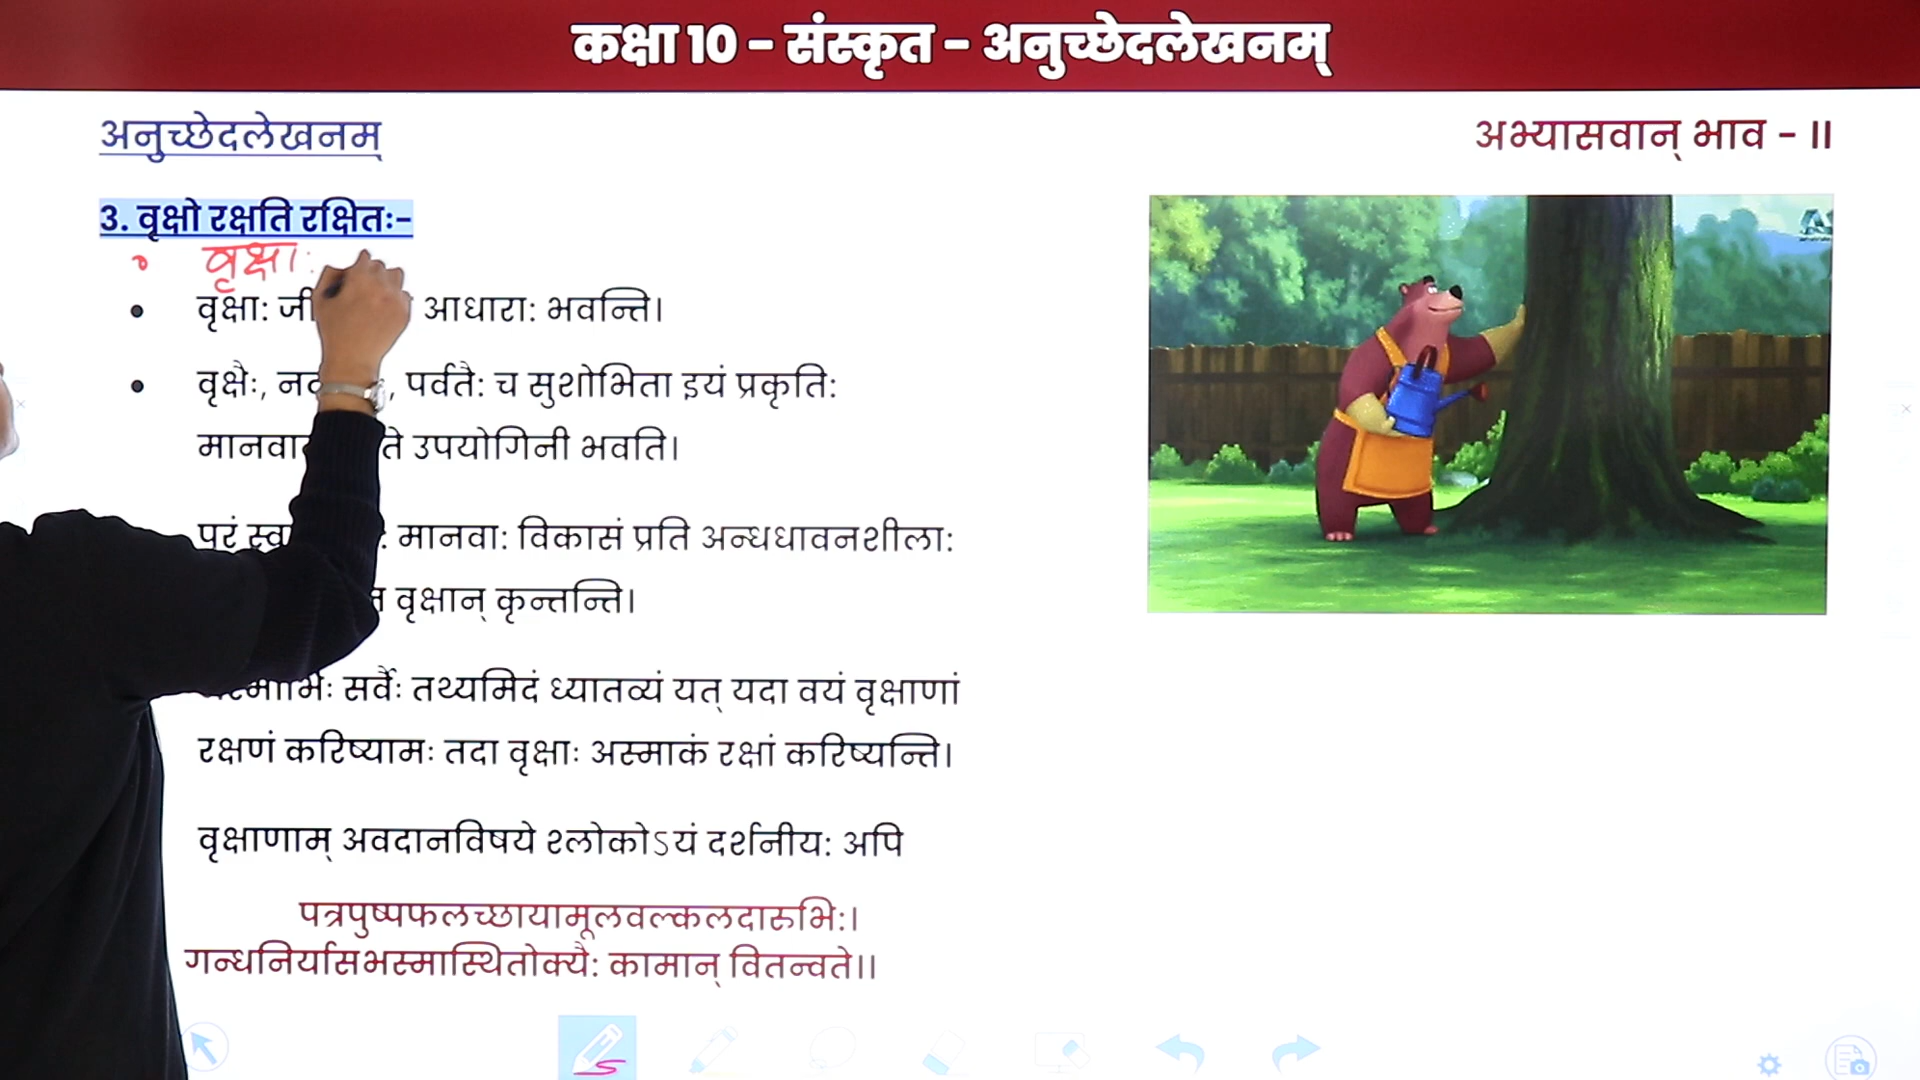 कक्षा 10 - संस्कृत - अनुच्छेदलेखनम्
अनुच्छेदलेखनम्
अभ्यासवान् भाव - II
3. वृक्षो रक्षति रक्षितः-
वृक्षाः
वृक्षाः आधाराः भवन्ति।
वृक्षैः, पर्वतैः च सुशोभिता इयं प्रकृतिः
उपयोगिनी भवति।
परं मानवाः विकासं प्रति अन्धधावनशीलाः
वृक्षान् कृन्तन्ति।
सर्वैः तथ्यमिदं ध्यातव्यं यत् यदा वयं वृक्षाणां
रक्षणं करिष्यामः तदा वृक्षाः अस्माकं रक्षां करिष्यन्ति।
वृक्षाणाम् अवदानविषये श्लोकोऽयं दर्शनीयः अपि
पत्रपुष्पफलच्छायामूलवल्कलदारुभिः।
गन्धनिर्यासभस्मास्थितोक्यैः कामान् वितन्वते।।